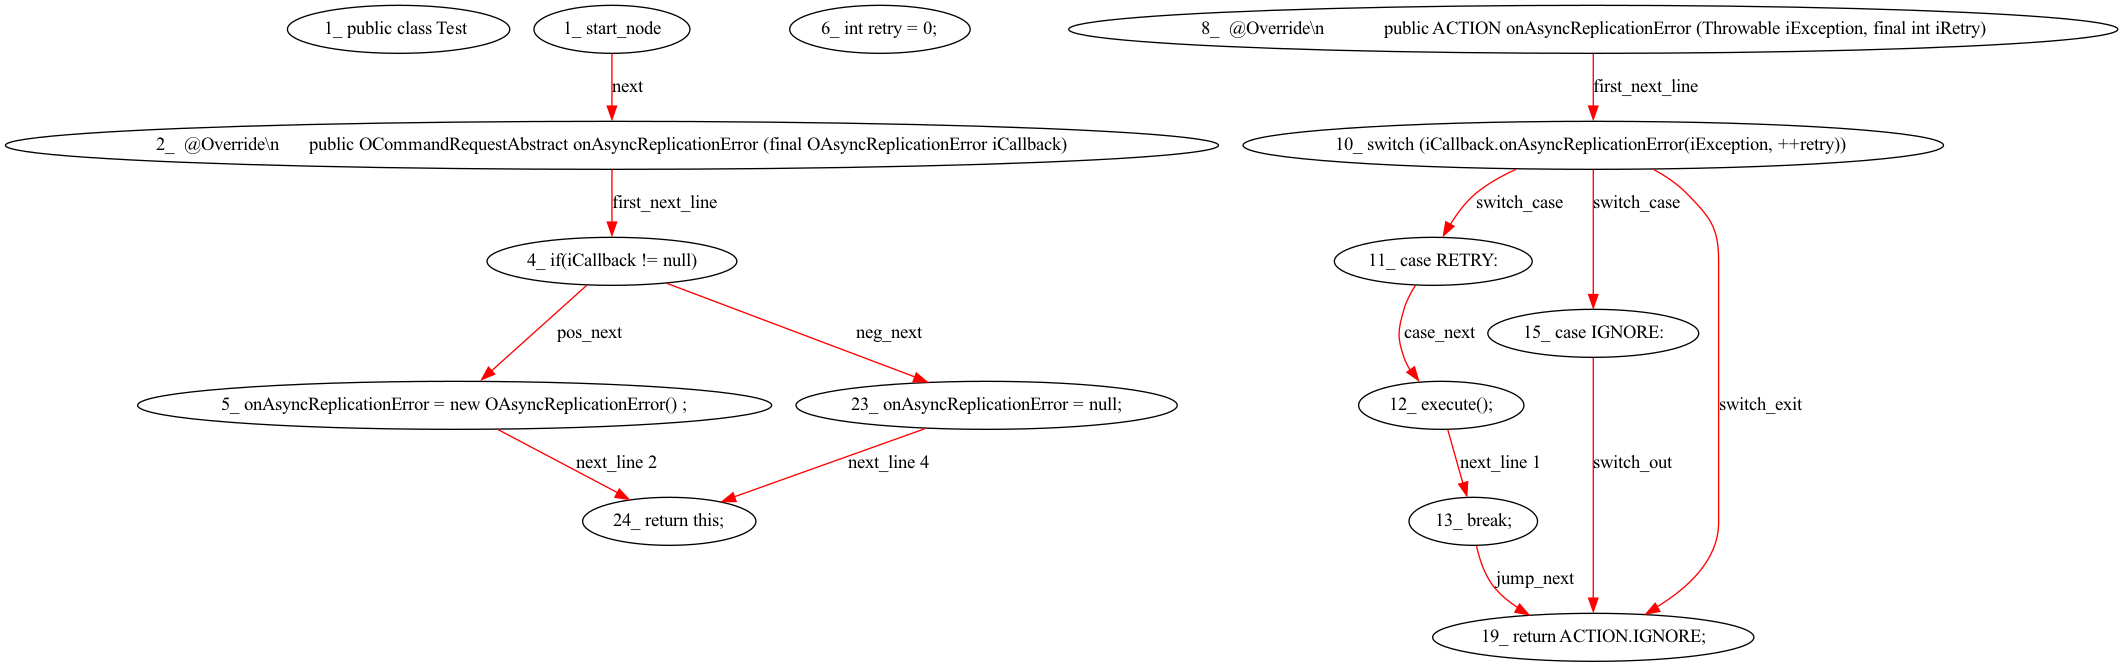 1_ public class Test
1_ start_node
6_ int retry = 0;
8_ @Override\n public ACTION onAsyncReplicationError (Throwable iException, final int iRetry)
next
first_next_line
2_ @Override\n public OCommandRequestAbstract onAsyncReplicationError (final OAsyncReplicationError iCallback)
10_ switch (iCallback.onAsyncReplicationError(iException, ++retry))
first_next_line
switch_case
switch_case
4_ if(iCallback != null)
11_ case RETRY:
pos_next
neg_next
case_next
15_ case IGNORE:
5_ onAsyncReplicationError = new OAsyncReplicationError() ;
23_ onAsyncReplicationError = null;
12_ execute();
switch_exit
next_line 2
next_line 4
next_line 1
switch_out
24_ return this;
13_ break;
jump_next
19_ return ACTION.IGNORE;